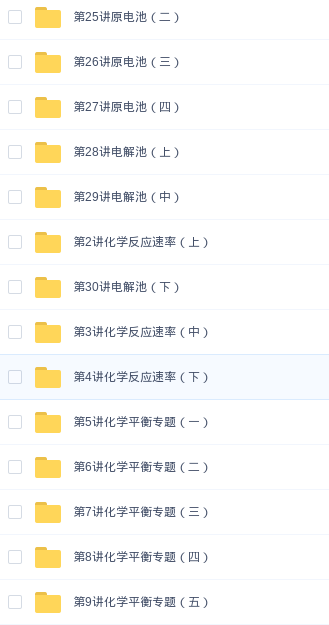 第25讲原电池（二）
第26讲原电池（三）
第27讲原电池（四）
第28讲电解池（上）
第29讲电解池（中）
第2讲化学反应速率（上）
第30讲电解池（下）
第3讲化学反应速率（中）
第4讲化学反应速率（下）
第5讲化学平衡专题（一）
第6讲化学平衡专题（二）
第7讲化学平衡专题（三）
第8讲化学平衡专题（四）
第9讲化学平衡专题（五）